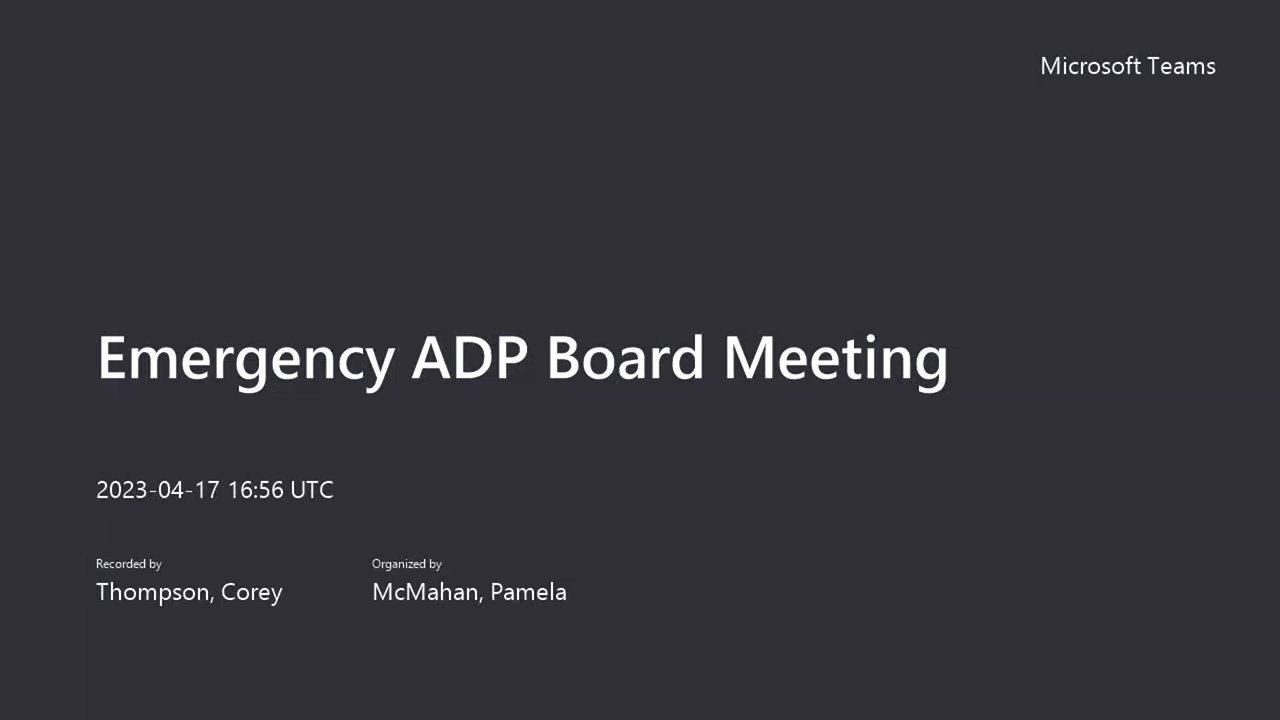 Microsoft Teams
Emergency ADP Board Meeting
2023-04-17 16:56 UTC
Recorded by
Thompson, Corey
Organized by
McMahan, Pamela